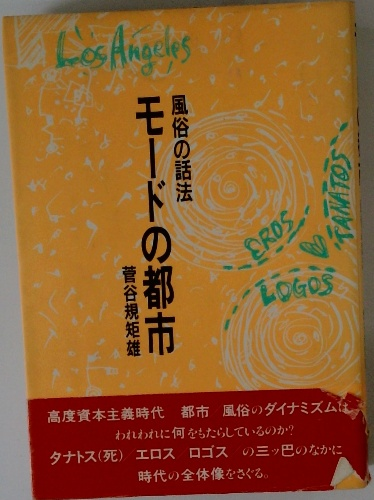 Los Angeles
風俗の話法
モードの都市
菅谷規矩雄
EROS
TANATOS
LOGOS
高度資本主義時代 都市 風俗のダイナミズムは
われわれに何をもたらしているのか?
タナトス(死) エロス ロゴス の三ッ巴のなかに
時代の全体像をさぐる。